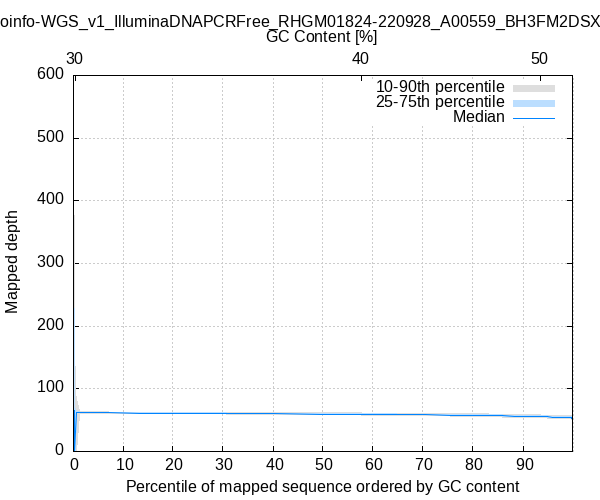 oinfo-WGS_v1_IlluminaDNAPCRFree_RHGM01824-220928_A00559_BH3FM2DSX
GC Content [%]
30 40 50
600
500
400
300
200
100
0
Mapped depth
10-90th percentile
25-75th percentile
Median
0 10 20 30 40 50 60 70 80 90
Percentile of mapped sequence ordered by GC content